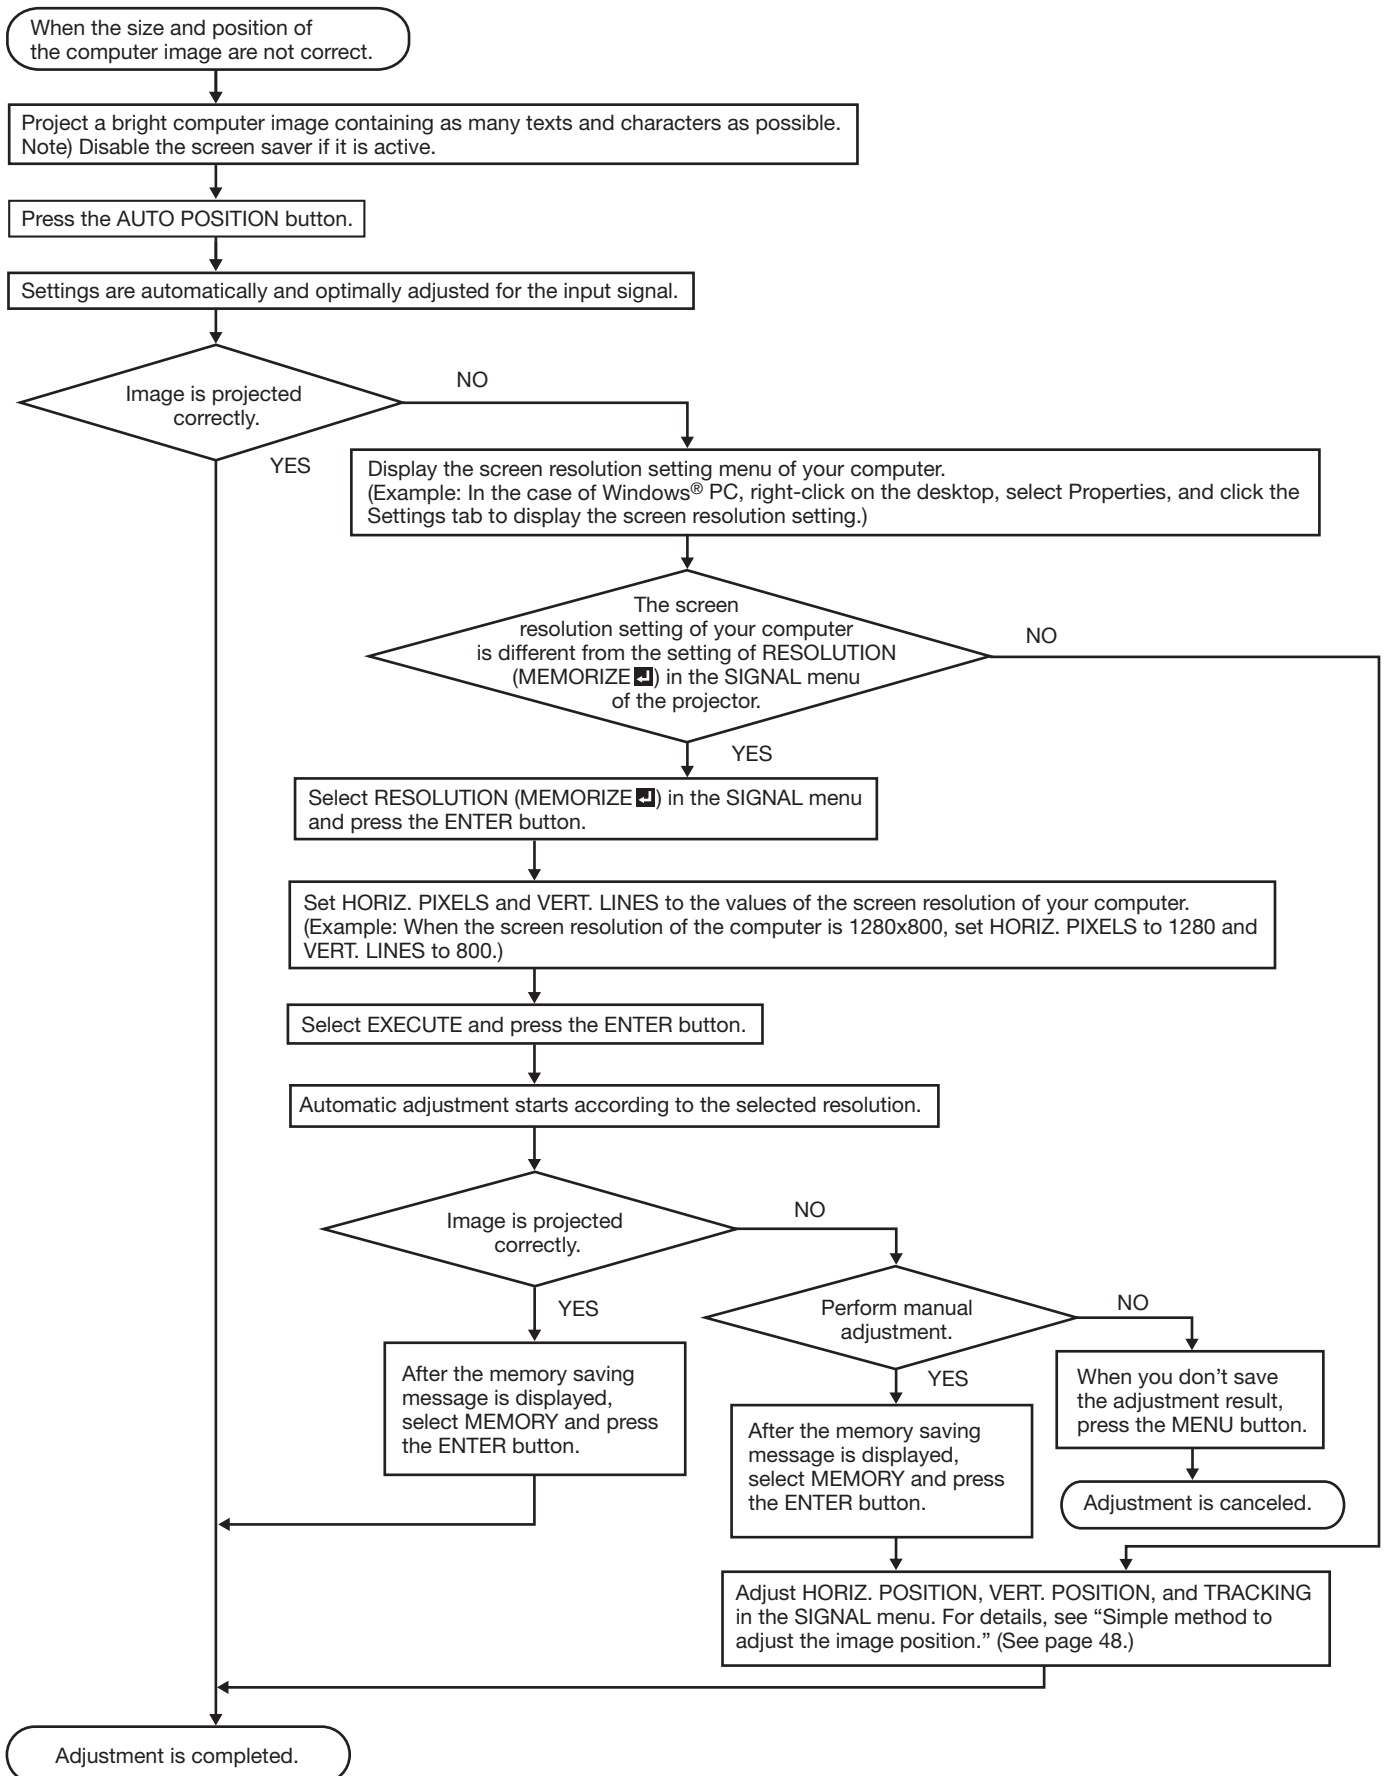 When the size and position of
the computer image are not correct.
Project a bright computer image containing as many texts and characters as possible.
Note) Disable the screen saver if it is active.
Press the AUTO POSITION button.
Settings are automatically and optimally adjusted for the input signal.
Image is projected
correctly.
NO
YES
Display the screen resolution setting menu of your computer.
(Example: In the case of Windows® PC, right-click on the desktop, select Properties, and click the
Settings tab to display the screen resolution setting.)
The screen
resolution setting of your computer
is different from the setting of RESOLUTION
(MEMORIZE↵) in the SIGNAL menu
of the projector.
NO
YES
Select RESOLUTION (MEMORIZE↵) in the SIGNAL menu
and press the ENTER button.
Set HORIZ. PIXELS and VERT. LINES to the values of the screen resolution of your computer.
(Example: When the screen resolution of the computer is 1280x800, set HORIZ. PIXELS to 1280 and
VERT. LINES to 800.)
Select EXECUTE and press the ENTER button.
Automatic adjustment starts according to the selected resolution.
Image is projected
correctly.
NO
YES
Perform manual
adjustment.
NO
YES
After the memory saving
message is displayed,
select MEMORY and press
the ENTER button.
When you don’t save
the adjustment result,
press the MENU button.
After the memory saving
message is displayed,
select MEMORY and press
the ENTER button.
Adjustment is canceled.
Adjust HORIZ. POSITION, VERT. POSITION, and TRACKING
in the SIGNAL menu. For details, see “Simple method to
adjust the image position.” (See page 48.)
Adjustment is completed.